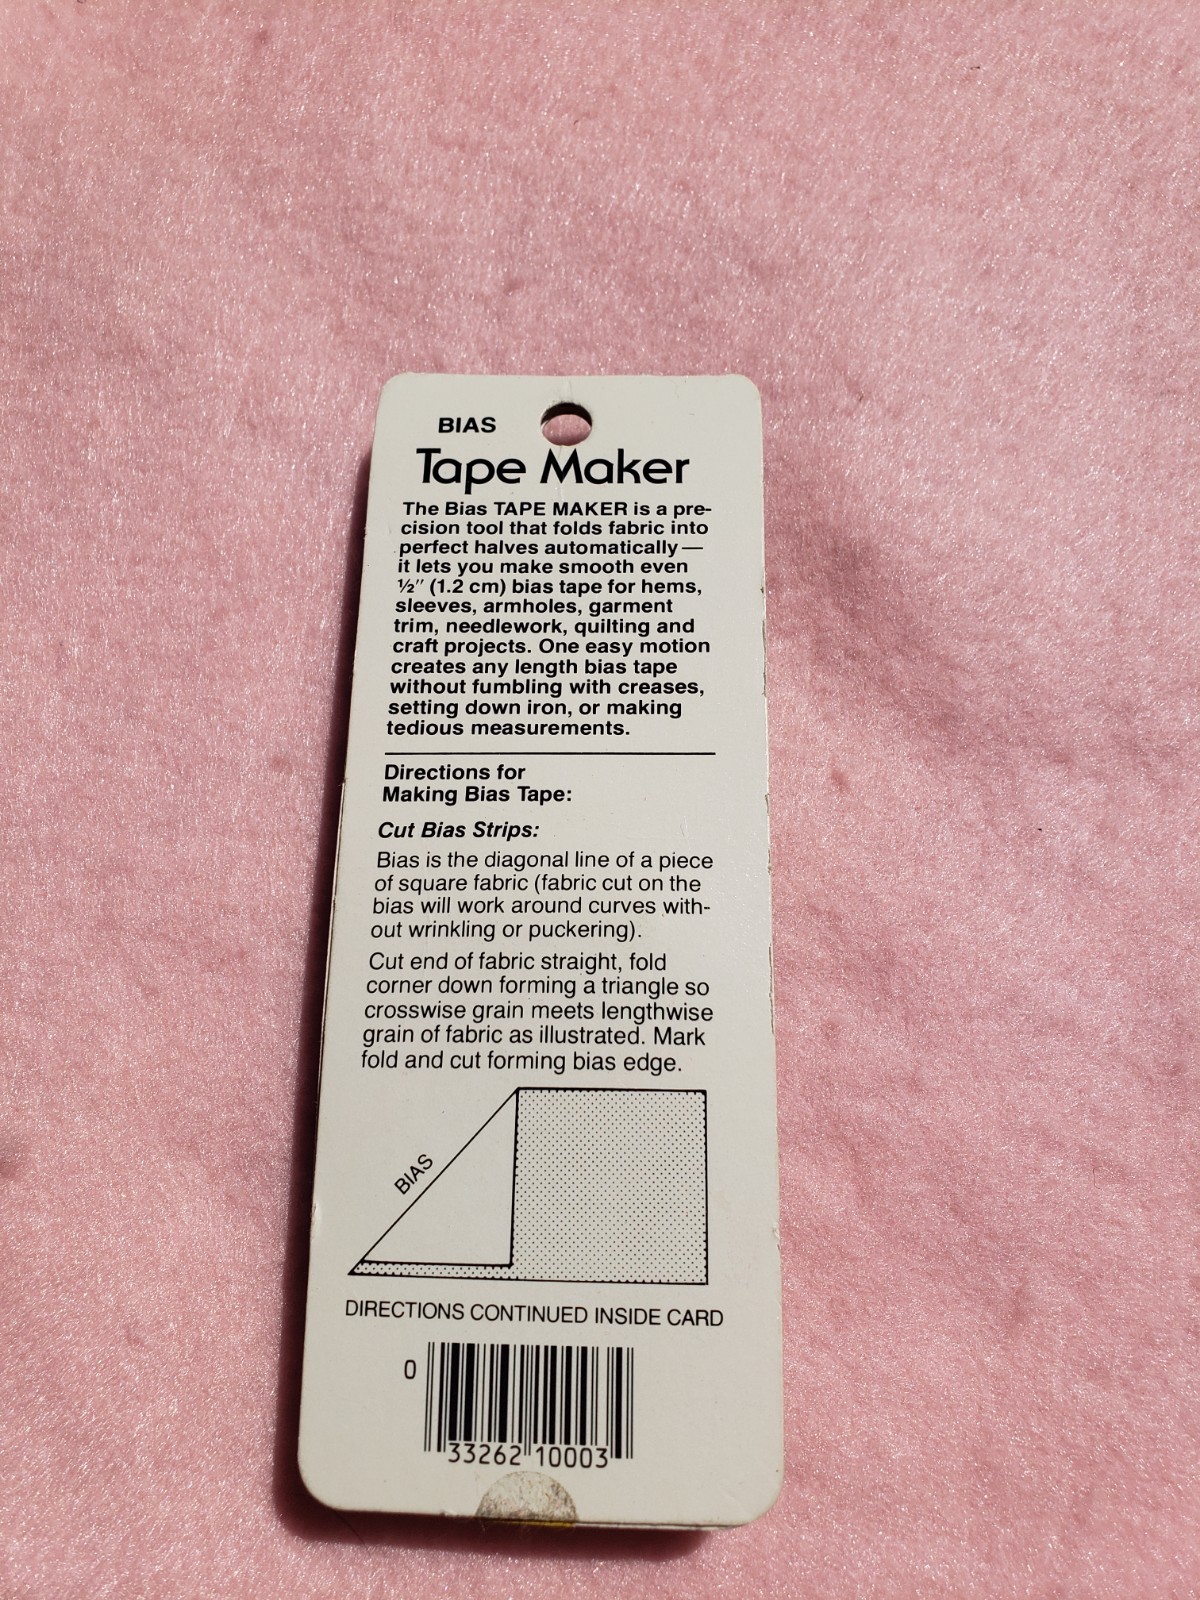 BIAS
Tape Maker
The Bias TAPE MAKER is a pre-
cision tool that folds fabric into
perfect halves automatically—
it lets you make smooth even
½" (1.2 cm) bias tape for hems,
sleeves, armholes, garment
trim, needlework, quilting and
craft projects. One easy motion
creates any length bias tape
without fumbling with creases,
setting down iron, or making
tedious measurements.
Directions for
Making Bias Tape:
Cut Bias Strips:
Bias is the diagonal line of a piece
of square fabric (fabric cut on the
bias will work around curves with-
out wrinkling or puckering).
Cut end of fabric straight, fold
corner down forming a triangle so
crosswise grain meets lengthwise
grain of fabric as illustrated. Mark
fold and cut forming bias edge.
BIAS
DIRECTIONS CONTINUED INSIDE CARD
0
33262 10003